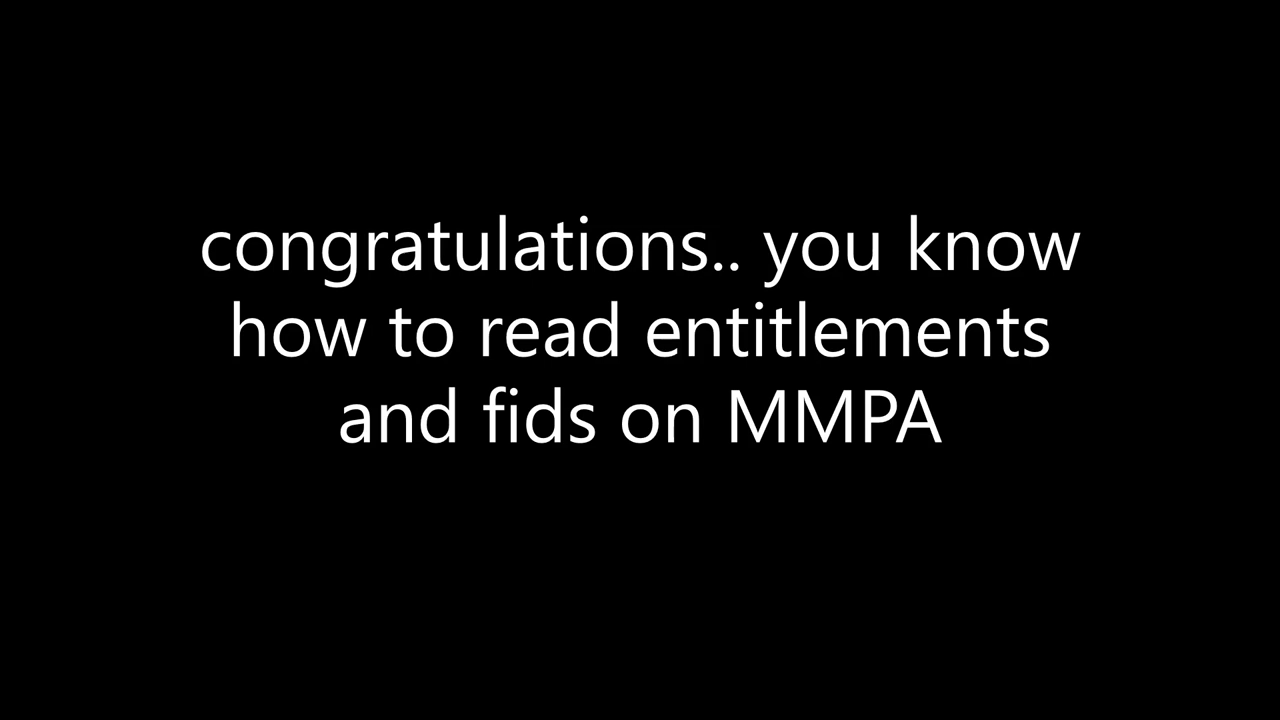 congratulations.. you know
how to read entitlements
and fids on MMPA